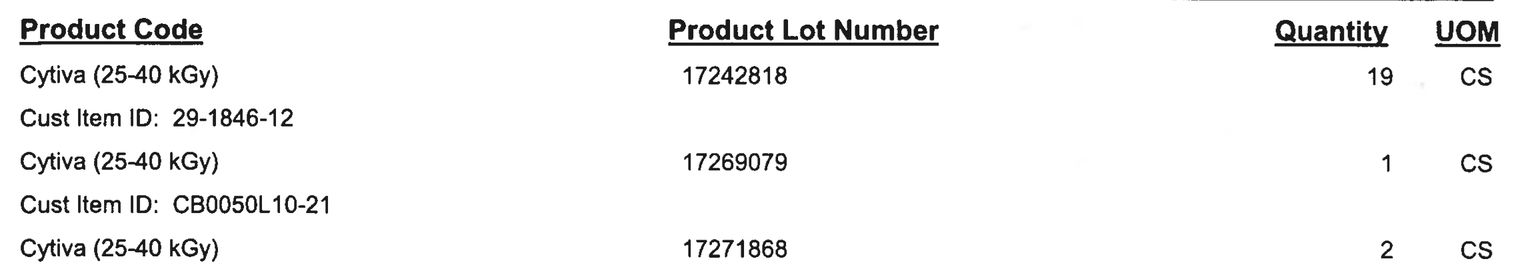 Product Code Product Lot Number Quantity UOM
Cytiva (25-40 kGy) 17242818 19 CS
Cust Item ID: 29-1846-12
Cytiva (25-40 kGy) 17269079 1 CS
Cust Item ID: CB0050L10-21
Cytiva (25-40 kGy) 17271868 2 CS